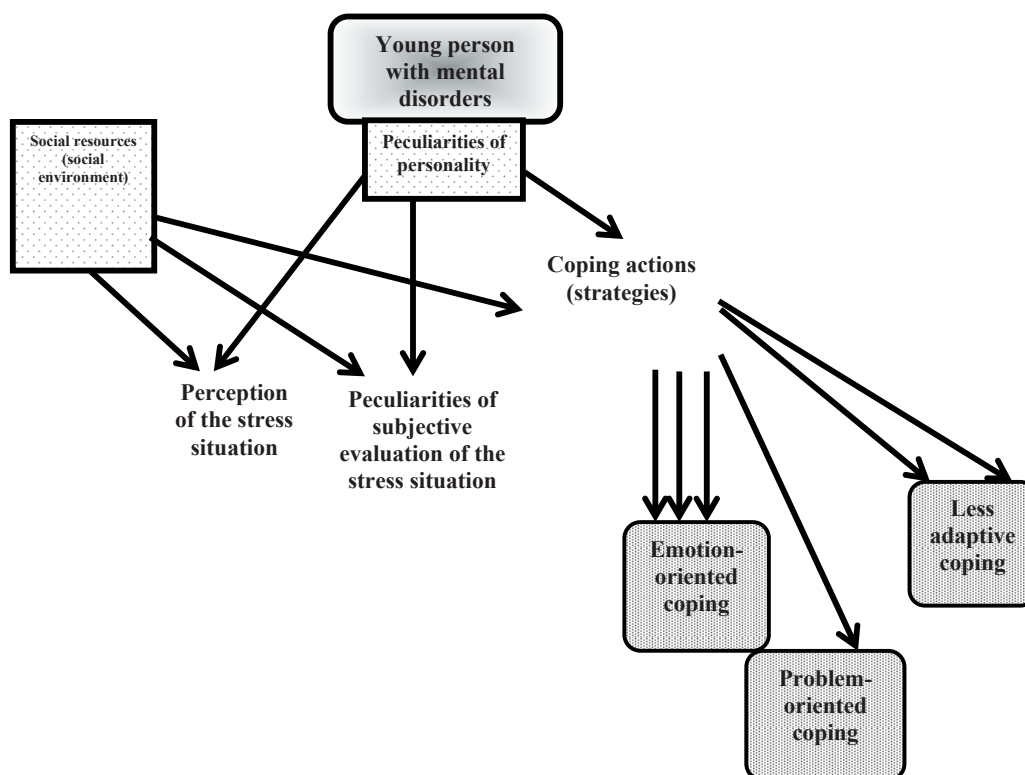 Young person
with mental
disorders
Social resources
(social
environment)
Peculiarities of
personality
Coping actions
(strategies)
Perception
of the stress
situation
Peculiarities of
subjective
evaluation of the
stress situation
Emotion-
oriented
coping
Less
adaptive
coping
Problem-
oriented
coping